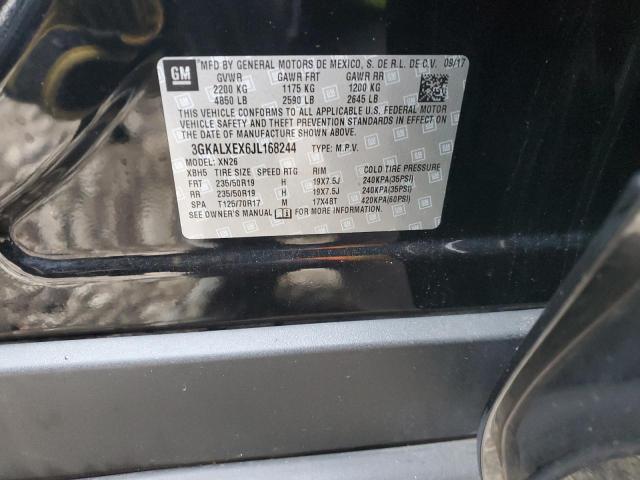 GM MFD BY GENERAL MOTORS DE MEXICO, S. DE R.L. DE C.V. 09/17
GVWR GAWR FRT GAWR RR
2200 KG 1175 KG 1200 KG
4850 LB 2590 LB 2645 LB
THIS VEHICLE CONFORMS TO ALL APPLICABLE U.S. FEDERAL MOTOR
VEHICLE SAFETY AND THEFT PREVENTION STANDARDS IN EFFECT ON THE
DATE OF MANUFACTURE SHOWN ABOVE.
3GKALXEX6JL168244 TYPE: M.P.V.
MODEL: XN26
XBH5 TIRE SIZE SPEED RTG RIM COLD TIRE PRESSURE
FRT 235/50R19 H 19X7.5J 240KPA(35PSI)
RR 235/50R19 H 19X7.5J 240KPA(35PSI)
SPA T125/70R17 M 17X4BT 420KPA(60PSI)
SEE OWNER'S MANUAL FOR MORE INFORMATION.